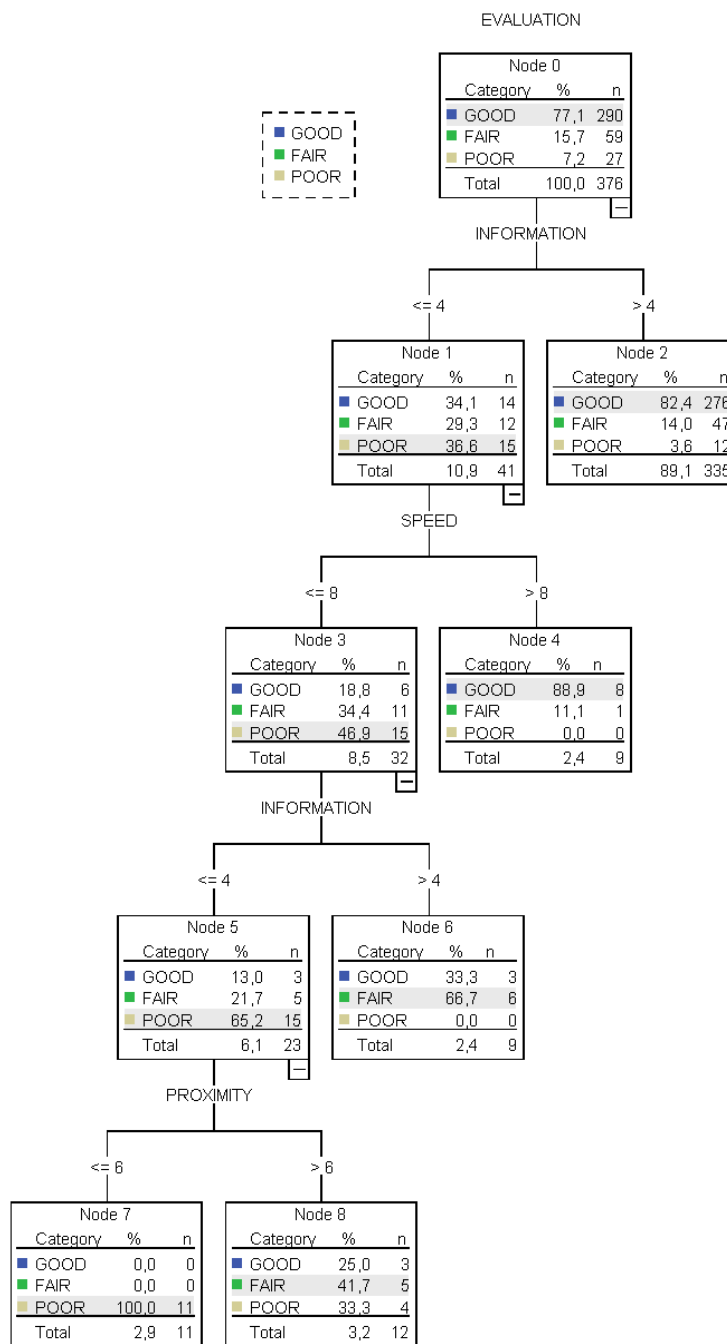 EVALUATION
Node 0
Category % n
GOOD 77,1 290
FAIR 15,7 59
POOR 7,2 27
Total 100,0 376
GOOD
FAIR
POOR
INFORMATION
<= 4
> 4
Node 1
Category % n
GOOD 34,1 14
FAIR 29,3 12
POOR 36,6 15
Total 10,9 41
Node 2
Category % n
GOOD 82,4 276
FAIR 14,0 47
POOR 3,6 12
Total 89,1 335
SPEED
<= 8
> 8
Node 3
Category % n
GOOD 18,8 6
FAIR 34,4 11
POOR 46,9 15
Total 8,5 32
Node 4
Category % n
GOOD 88,9 8
FAIR 11,1 1
POOR 0,0 0
Total 2,4 9
INFORMATION
<= 4
> 4
Node 5
Category % n
GOOD 13,0 3
FAIR 21,7 5
POOR 65,2 15
Total 6,1 23
Node 6
Category % n
GOOD 33,3 3
FAIR 66,7 6
POOR 0,0 0
Total 2,4 9
PROXIMITY
<= 6
> 6
Node 7
Category % n
GOOD 0,0 0
FAIR 0,0 0
POOR 100,0 11
Total 2,9 11
Node 8
Category % n
GOOD 25,0 3
FAIR 41,7 5
POOR 33,3 4
Total 3,2 12